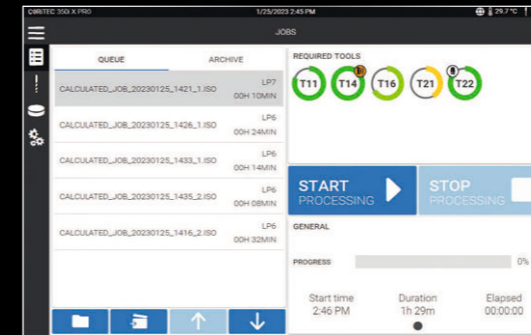 CORITEC 350i X PRO 1/25/2023 2:45 PM 29.7 °C
JOBS
QUEUE ARCHIVE
CALCULATED_JOB_20230125_1421_1.ISO LP7 00H 10MIN
CALCULATED_JOB_20230125_1426_1.ISO LP6 00H 24MIN
CALCULATED_JOB_20230125_1433_1.ISO LP6 00H 14MIN
CALCULATED_JOB_20230125_1435_2.ISO LP6 00H 08MIN
CALCULATED_JOB_20230125_1416_2.ISO LP6 00H 32MIN
REQUIRED TOOLS
T11 T14 T16 T21 T22
START PROCESSING
STOP PROCESSING
GENERAL
PROGRESS 0%
Start time Duration Elapsed
2:46 PM 1h 29m 00:00:00